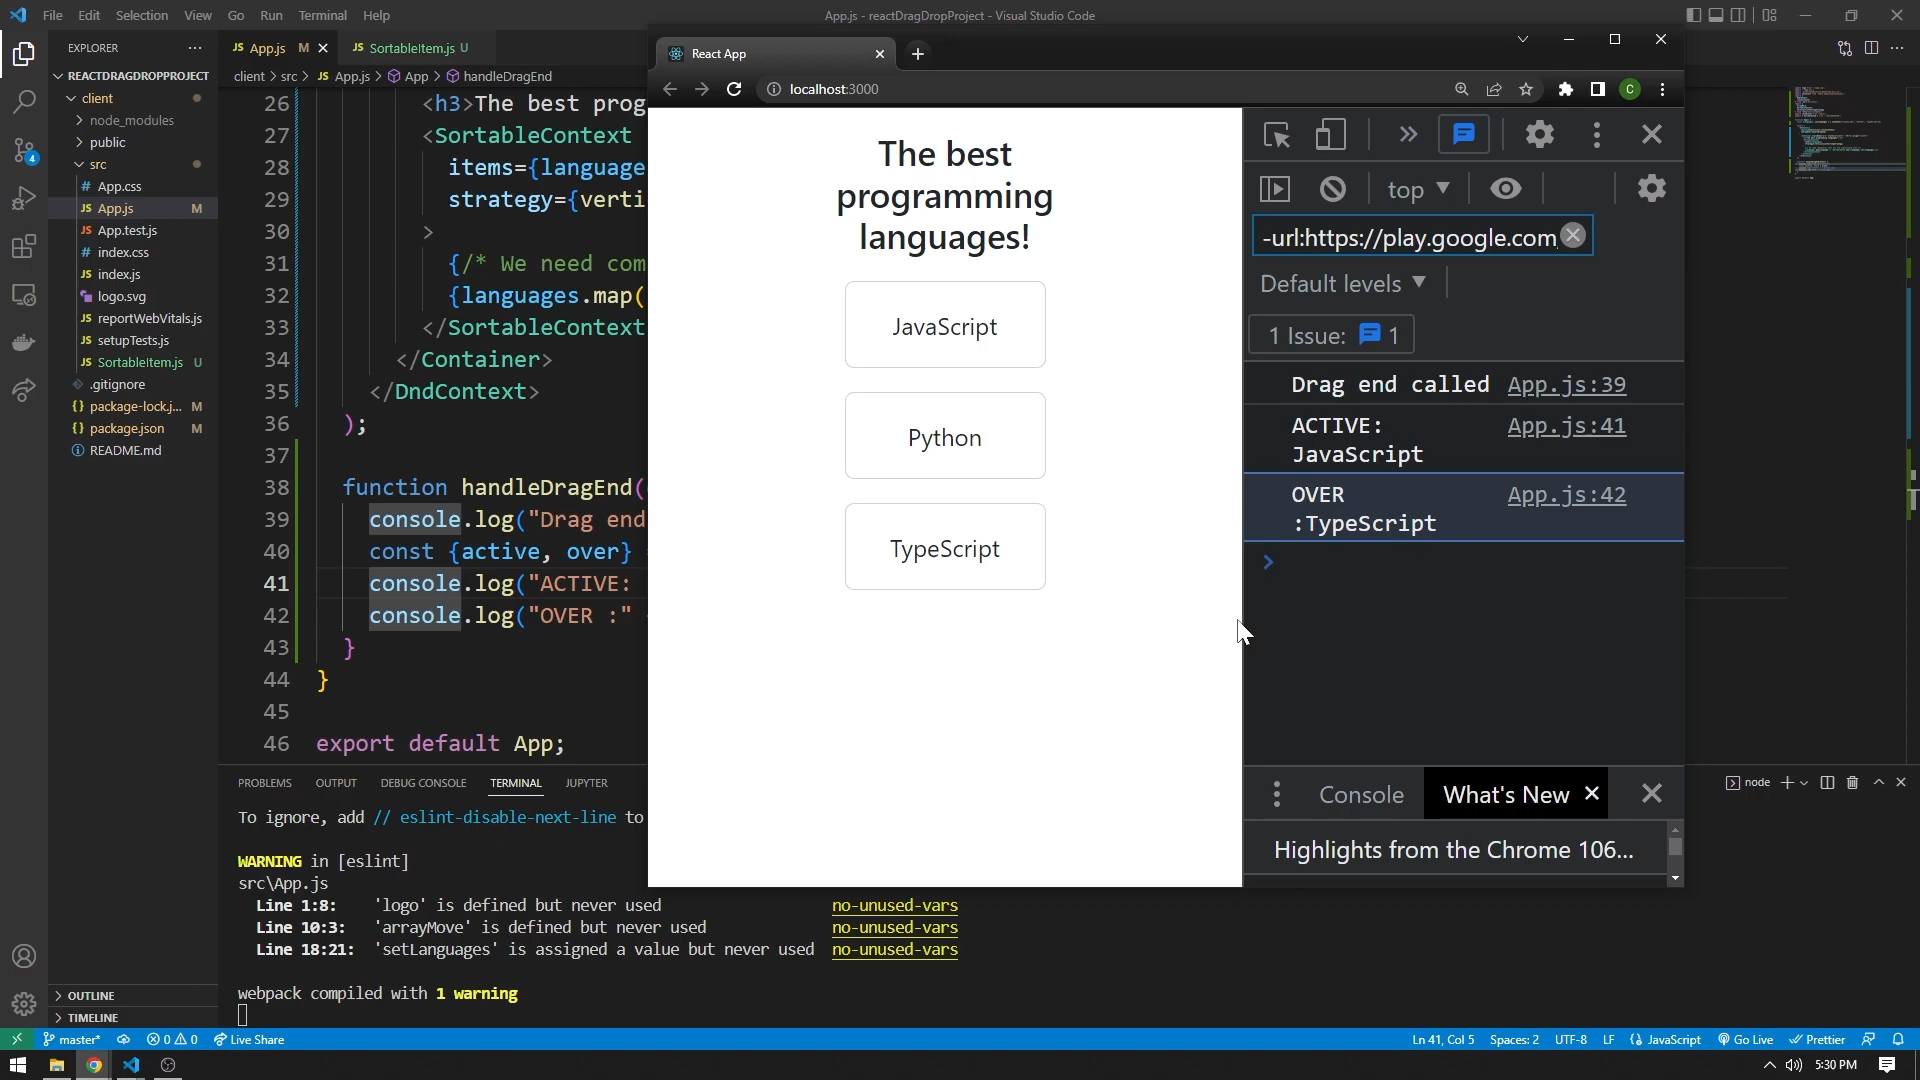 File Edit Selection View Go Run Terminal Help
App.js - reactDragDropProject - Visual Studio Code
EXPLORER
REACTDRAGDROPPROJECT
client
node_modules
public
src
# App.css
JS App.js M
JS App.test.js
# index.css
JS index.js
logo.svg
JS reportWebVitals.js
JS setupTests.js
JS SortableItem.js U
.gitignore
{} package-lock.j... M
{} package.json M
README.md
OUTLINE
TIMELINE
4
JS App.js M
JS SortableItem.js U
client > src > JS App.js > App > handleDragEnd
26 <h3>The best prog
27 <SortableContext
28 items={language
29 strategy={verti
30 >
31 {/* We need com
32 {languages.map(
33 </SortableContext
34 </Container>
35 </DndContext>
36 );
37
38 function handleDragEnd(
39 console.log("Drag end
40 const {active, over}
41 console.log("ACTIVE:
42 console.log("OVER :"
43 }
44 }
45
46 export default App;
React App
localhost:3000
C
The best
programming
languages!
JavaScript
Python
TypeScript
top
-url:https://play.google.com
Default levels
1 Issue: 1
Drag end called App.js:39
ACTIVE: App.js:41
JavaScript
OVER App.js:42
:TypeScript
Console What's New
Highlights from the Chrome 106...
PROBLEMS OUTPUT DEBUG CONSOLE TERMINAL JUPYTER
node
To ignore, add // eslint-disable-next-line to
WARNING in [eslint]
src\App.js
Line 1:8: 'logo' is defined but never used no-unused-vars
Line 10:3: 'arrayMove' is defined but never used no-unused-vars
Line 18:21: 'setLanguages' is assigned a value but never used no-unused-vars
webpack compiled with 1 warning
master* 0 0 Live Share
Ln 41, Col 5 Spaces: 2 UTF-8 LF {} JavaScript Go Live Prettier
5:30 PM